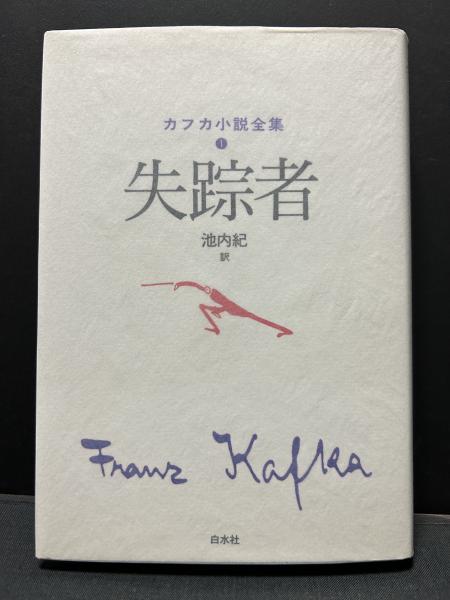 カフカ小説全集
1
失踪者
池内紀
訳
Franz Kafka
白水社